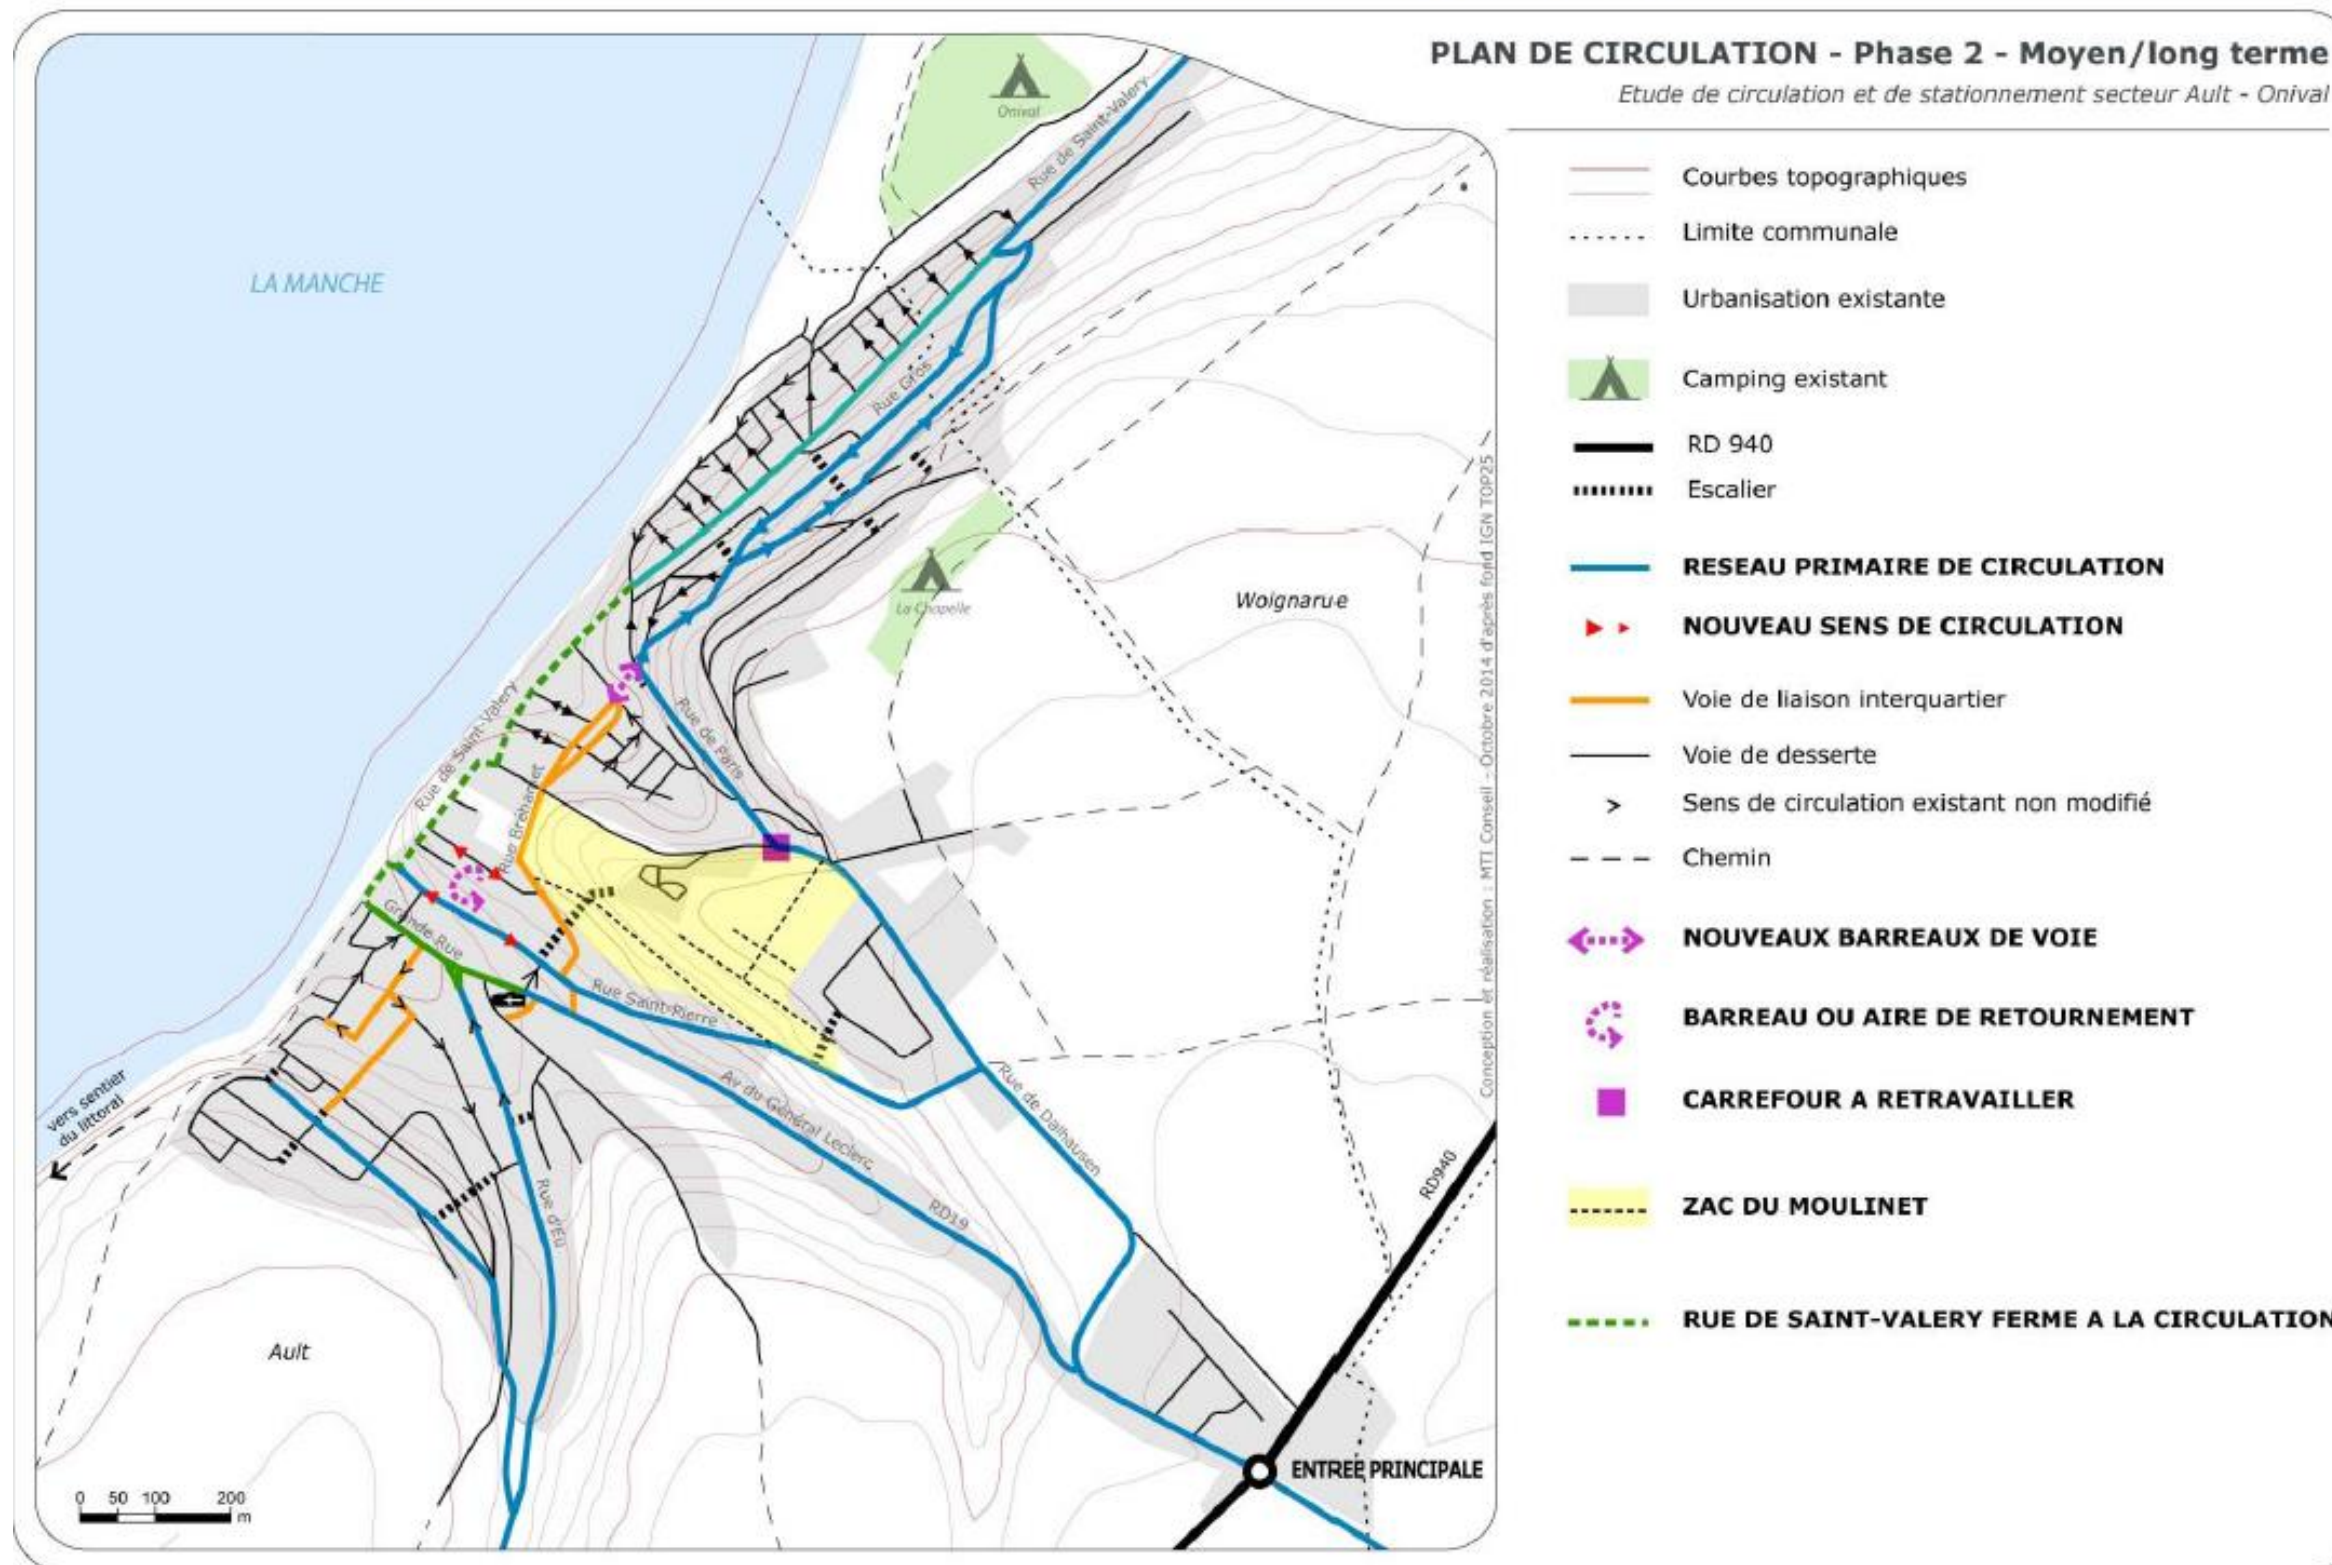 PLAN DE CIRCULATION - Phase 2 - Moyen/long terme
Etude de circulation et de stationnement secteur Ault - Onival
Courbes topographiques
Limite communale
Urbanisation existante
Camping existant
RD 940
Escalier
RESEAU PRIMAIRE DE CIRCULATION
NOUVEAU SENS DE CIRCULATION
Voie de liaison interquartier
Voie de desserte
Sens de circulation existant non modifié
Chemin
NOUVEAUX BARREAUX DE VOIE
BARREAU OU AIRE DE RETOURNEMENT
CARREFOUR A RETRAVAILLER
ZAC DU MOULINET
RUE DE SAINT-VALERY FERME A LA CIRCULATION
Onival
Rue de Saint-Valery
LA MANCHE
Rue Gros
La Chapelle
Woignarue
Rue de Saint-Valery
Rue de Paris
Rue Bréhamet
Grande Rue
Rue Saint-Pierre
Av du Général Leclerc
Rue de Dalhausen
vers sentier
du littoral
Rue d'Eu
RD19
RD940
Ault
ENTREE PRINCIPALE
0 50 100 200
m
Conception et réalisation : MTI Conseil - Octobre 2014 d'après fond IGN TOP25